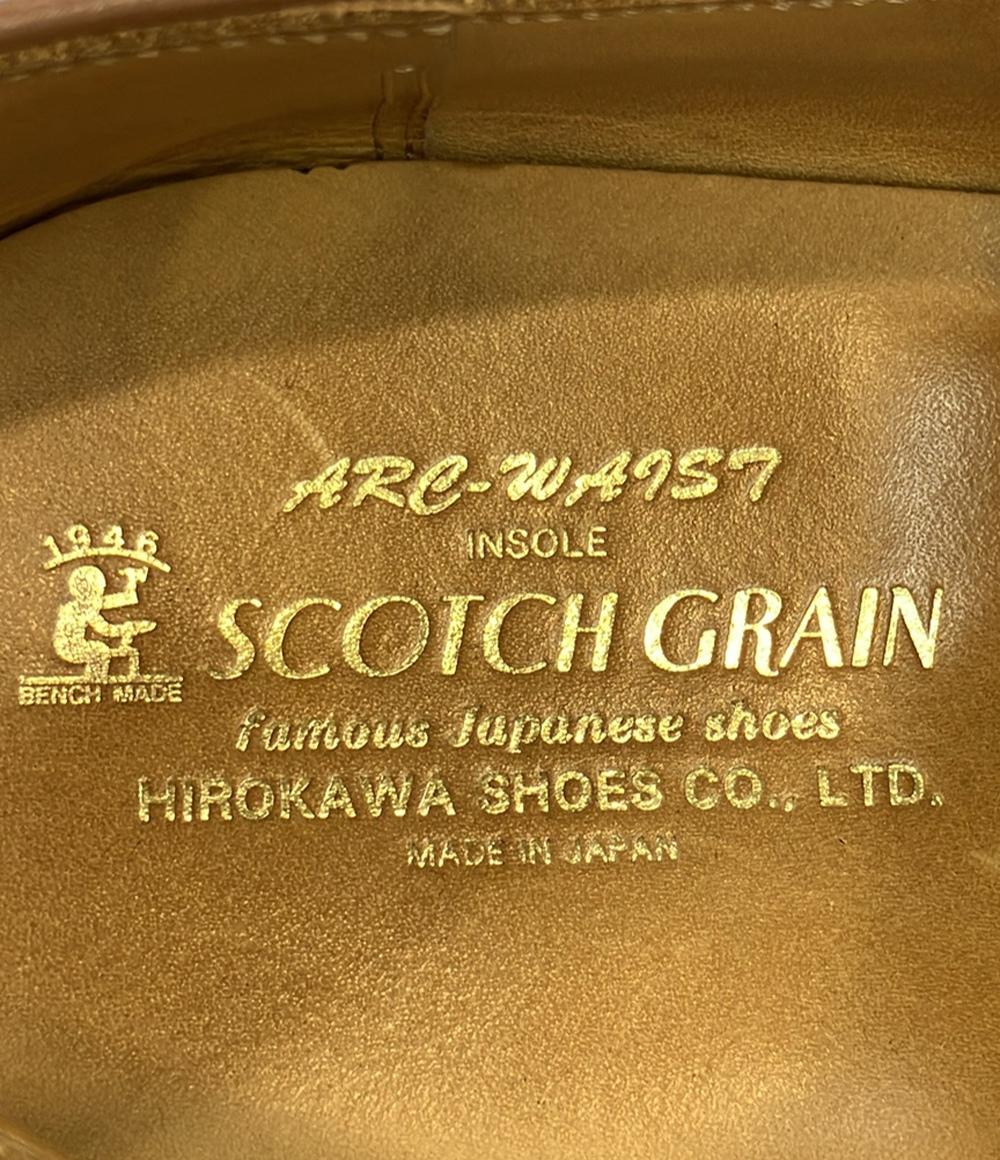 ARC-WAIST
INSOLE
1946
BENCH MADE
SCOTCH GRAIN
famous Japanese shoes
HIROKAWA SHOES CO., LTD.
MADE IN JAPAN